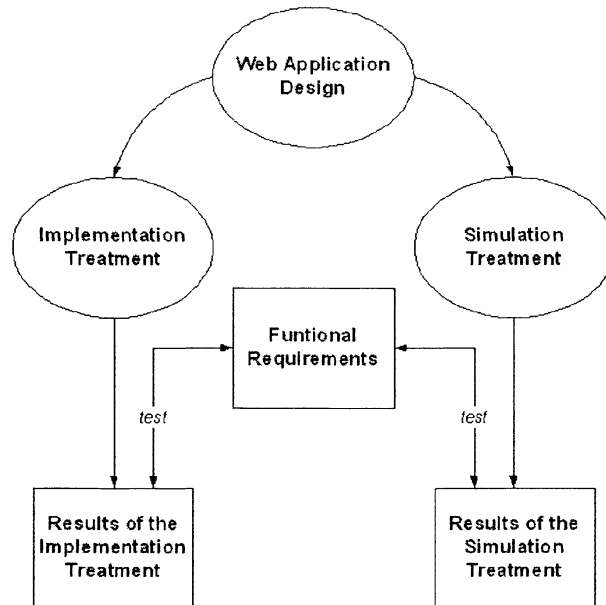 Web Application
Design
Implementation
Treatment
Simulation
Treatment
Funtional
Requirements
test
test
Results of the
Implementation
Treatment
Results of the
Simulation
Treatment